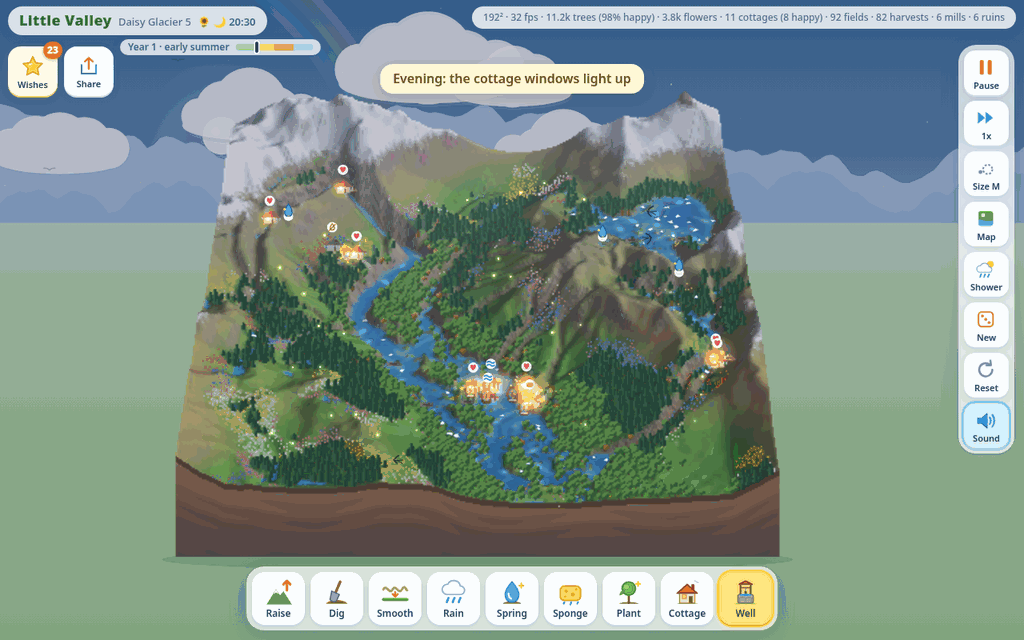 Little Valley Daisy Glacier 5 20:30
192² · 32 fps · 11.2k trees (98% happy) · 3.8k flowers · 11 cottages (8 happy) · 92 fields · 82 harvests · 6 mills · 6 ruins
Year 1 · early summer
23
Wishes
Share
Evening: the cottage windows light up
Pause
1x
Size M
Map
Shower
New
Reset
Sound
Raise
Dig
Smooth
Rain
Spring
Sponge
Plant
Cottage
Well